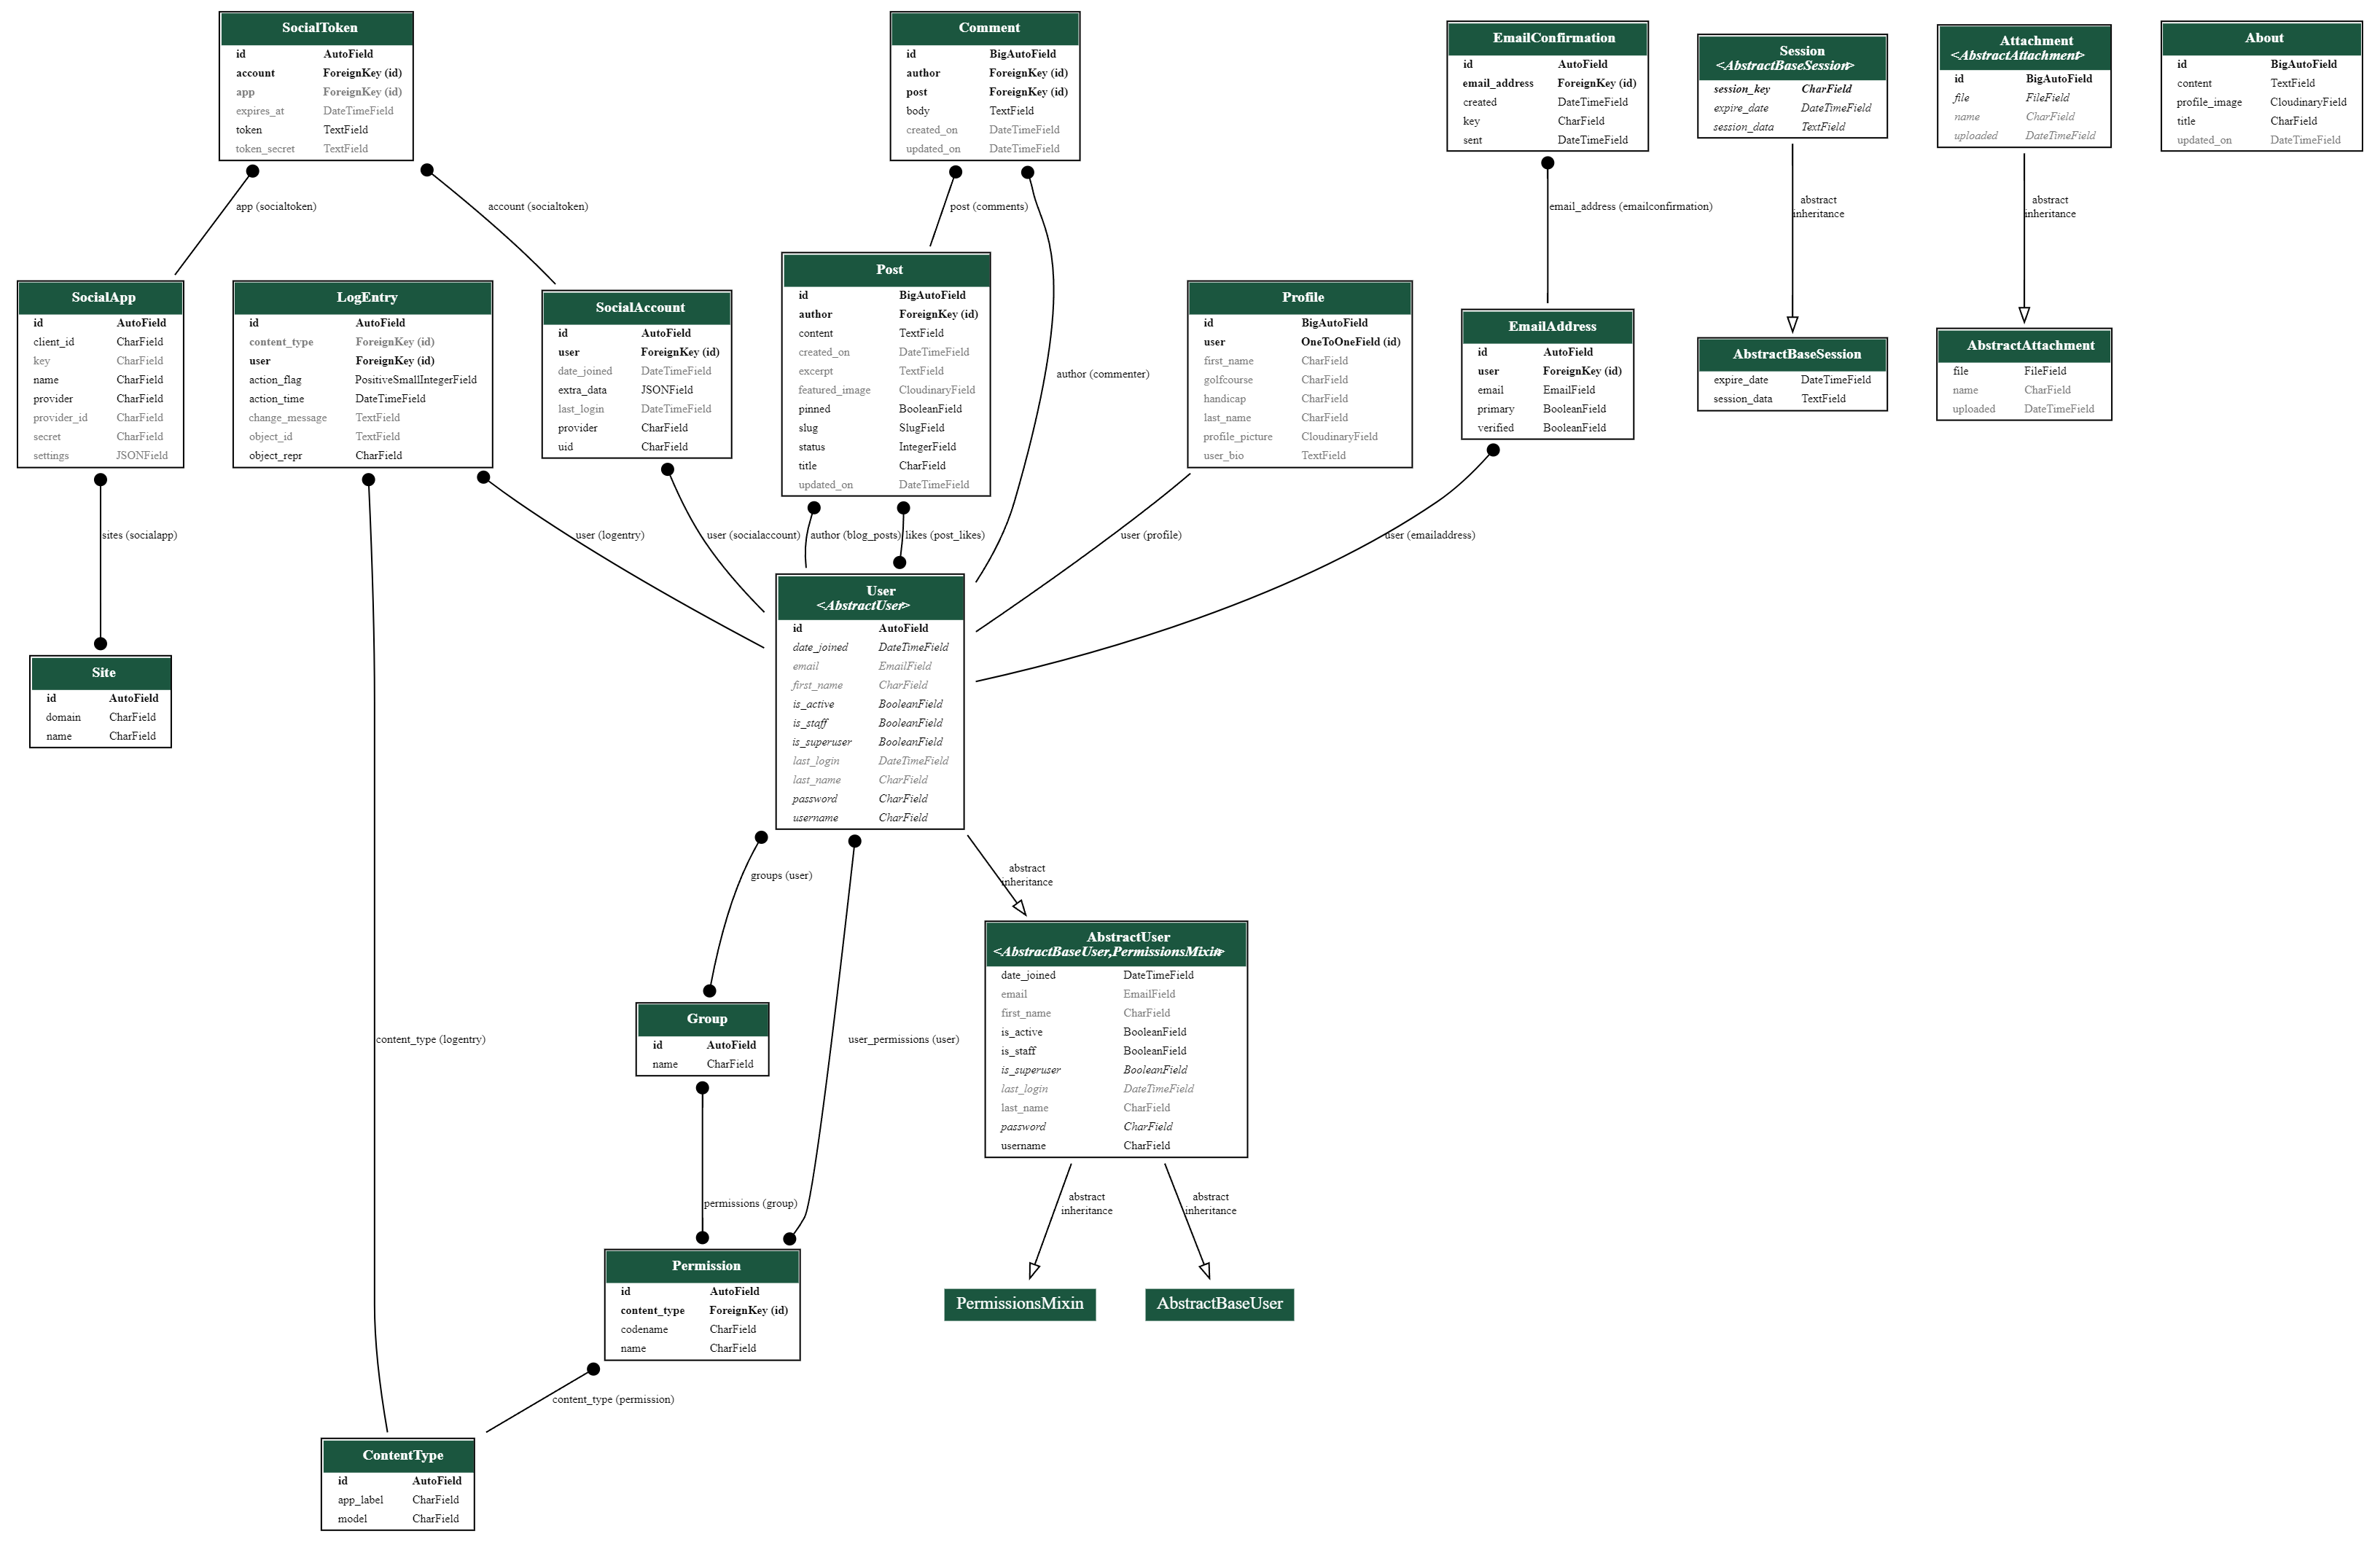 SocialToken
id AutoField
account ForeignKey (id)
app ForeignKey (id)
expires_at DateTimeField
token TextField
token_secret TextField
Comment
id BigAutoField
author ForeignKey (id)
post ForeignKey (id)
body TextField
created_on DateTimeField
updated_on DateTimeField
EmailConfirmation
id AutoField
email_address ForeignKey (id)
created DateTimeField
key CharField
sent DateTimeField
Session
<AbstractBaseSession>
session_key CharField
expire_date DateTimeField
session_data TextField
Attachment
<AbstractAttachment>
id BigAutoField
file FileField
name CharField
uploaded DateTimeField
About
id BigAutoField
content TextField
profile_image CloudinaryField
title CharField
updated_on DateTimeField
app (socialtoken)
account (socialtoken)
post (comments)
email_address (emailconfirmation)
abstract
inheritance
abstract
inheritance
SocialApp
id AutoField
client_id CharField
key CharField
name CharField
provider CharField
provider_id CharField
secret CharField
settings JSONField
LogEntry
id AutoField
content_type ForeignKey (id)
user ForeignKey (id)
action_flag PositiveSmallIntegerField
action_time DateTimeField
change_message TextField
object_id TextField
object_repr CharField
SocialAccount
id AutoField
user ForeignKey (id)
date_joined DateTimeField
extra_data JSONField
last_login DateTimeField
provider CharField
uid CharField
Post
id BigAutoField
author ForeignKey (id)
content TextField
created_on DateTimeField
excerpt TextField
featured_image CloudinaryField
pinned BooleanField
slug SlugField
status IntegerField
title CharField
updated_on DateTimeField
author (commenter)
Profile
id BigAutoField
user OneToOneField (id)
first_name CharField
golfcourse CharField
handicap CharField
last_name CharField
profile_picture CloudinaryField
user_bio TextField
EmailAddress
id AutoField
user ForeignKey (id)
email EmailField
primary BooleanField
verified BooleanField
AbstractBaseSession
expire_date DateTimeField
session_data TextField
AbstractAttachment
file FileField
name CharField
uploaded DateTimeField
sites (socialapp)
user (logentry)
user (socialaccount)
author (blog_posts)
likes (post_likes)
user (profile)
user (emailaddress)
Site
id AutoField
domain CharField
name CharField
User
<AbstractUser>
id AutoField
date_joined DateTimeField
email EmailField
first_name CharField
is_active BooleanField
is_staff BooleanField
is_superuser BooleanField
last_login DateTimeField
last_name CharField
password CharField
username CharField
groups (user)
abstract
inheritance
AbstractUser
<AbstractBaseUser,PermissionsMixin>
date_joined DateTimeField
email EmailField
first_name CharField
is_active BooleanField
is_staff BooleanField
is_superuser BooleanField
last_login DateTimeField
last_name CharField
password CharField
username CharField
Group
id AutoField
name CharField
content_type (logentry)
user_permissions (user)
permissions (group)
abstract
inheritance
abstract
inheritance
Permission
id AutoField
content_type ForeignKey (id)
codename CharField
name CharField
PermissionsMixin
AbstractBaseUser
content_type (permission)
ContentType
id AutoField
app_label CharField
model CharField